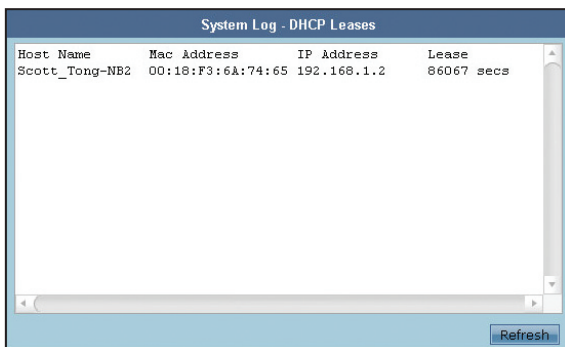 System Log - DHCP Leases
Host Name Mac Address IP Address Lease
Scott_Tong-NB2 00:18:F3:6A:74:65 192.168.1.2 86067 secs
Refresh